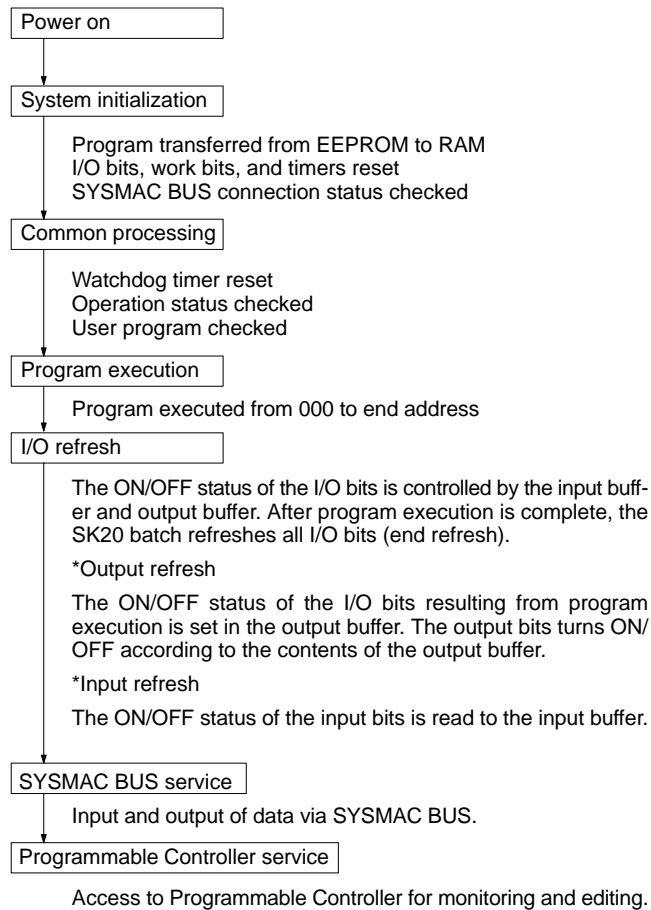 Power on
System initialization
Program transferred from EEPROM to RAM
I/O bits, work bits, and timers reset
SYSMAC BUS connection status checked
Common processing
Watchdog timer reset
Operation status checked
User program checked
Program execution
Program executed from 000 to end address
I/O refresh
The ON/OFF status of the I/O bits is controlled by the input buff-
er and output buffer. After program execution is complete, the
SK20 batch refreshes all I/O bits (end refresh).
*Output refresh
The ON/OFF status of the I/O bits resulting from program
execution is set in the output buffer. The output bits turns ON/
OFF according to the contents of the output buffer.
*Input refresh
The ON/OFF status of the input bits is read to the input buffer.
SYSMAC BUS service
Input and output of data via SYSMAC BUS.
Programmable Controller service
Access to Programmable Controller for monitoring and editing.